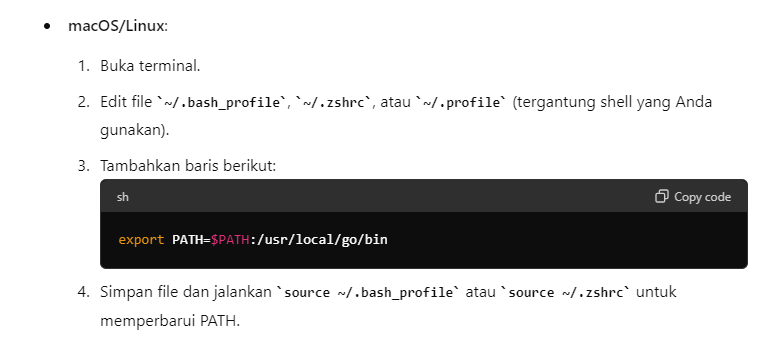 • macOS/Linux:
1. Buka terminal.
2. Edit file `~/.bash_profile`, `~/.zshrc`, atau `~/.profile` (tergantung shell yang Anda
gunakan).
3. Tambahkan baris berikut:
sh Copy code
export PATH=$PATH:/usr/local/go/bin
4. Simpan file dan jalankan `source ~/.bash_profile` atau `source ~/.zshrc` untuk
memperbarui PATH.